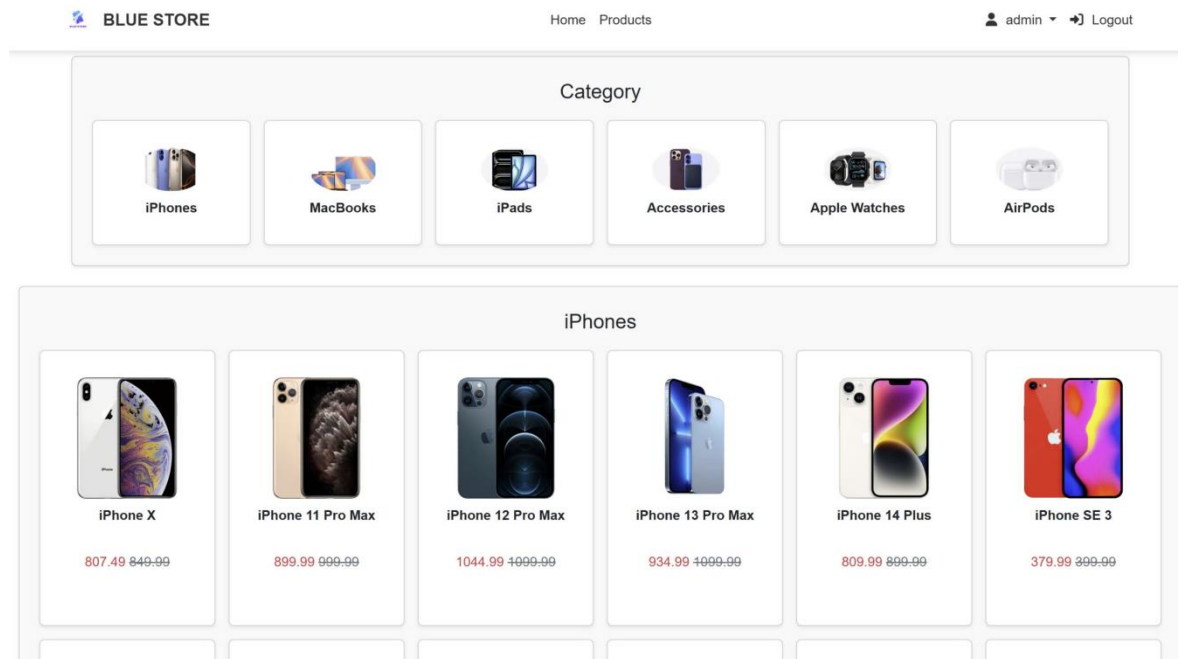 BLUE STORE
Home Products
admin
Logout
Category
iPhones
MacBooks
iPads
Accessories
Apple Watches
AirPods
iPhones
iPhone X
iPhone 11 Pro Max
iPhone 12 Pro Max
iPhone 13 Pro Max
iPhone 14 Plus
iPhone SE 3
807.49 849.99
899.99 999.99
1044.99 1099.99
934.99 1099.99
809.99 899.99
379.99 399.99